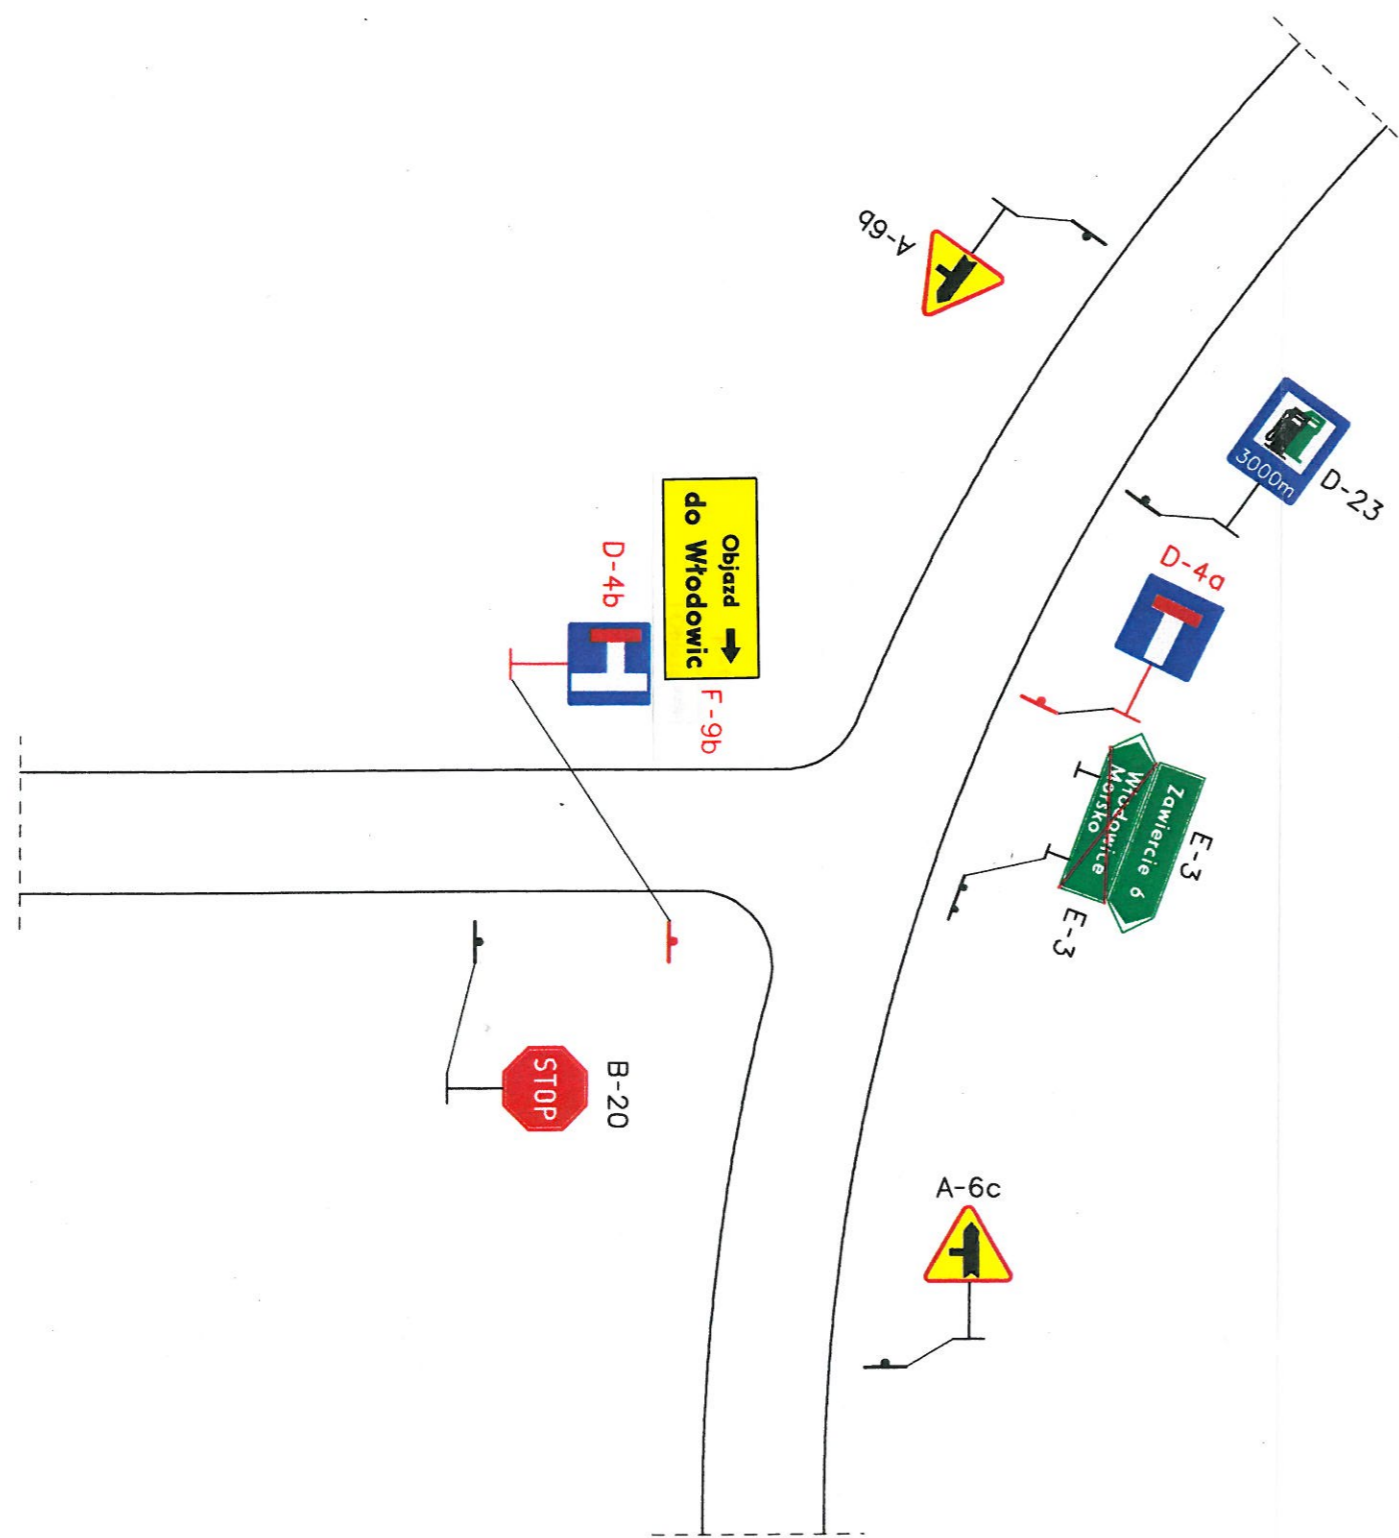 A-6b
3000m
D-23
D-4a
Objazd
do Włodowic
D-4b
F-9b
Zawiercie 6
Włodowice
Morsko
E-3
E-3
STOP
B-20
A-6c